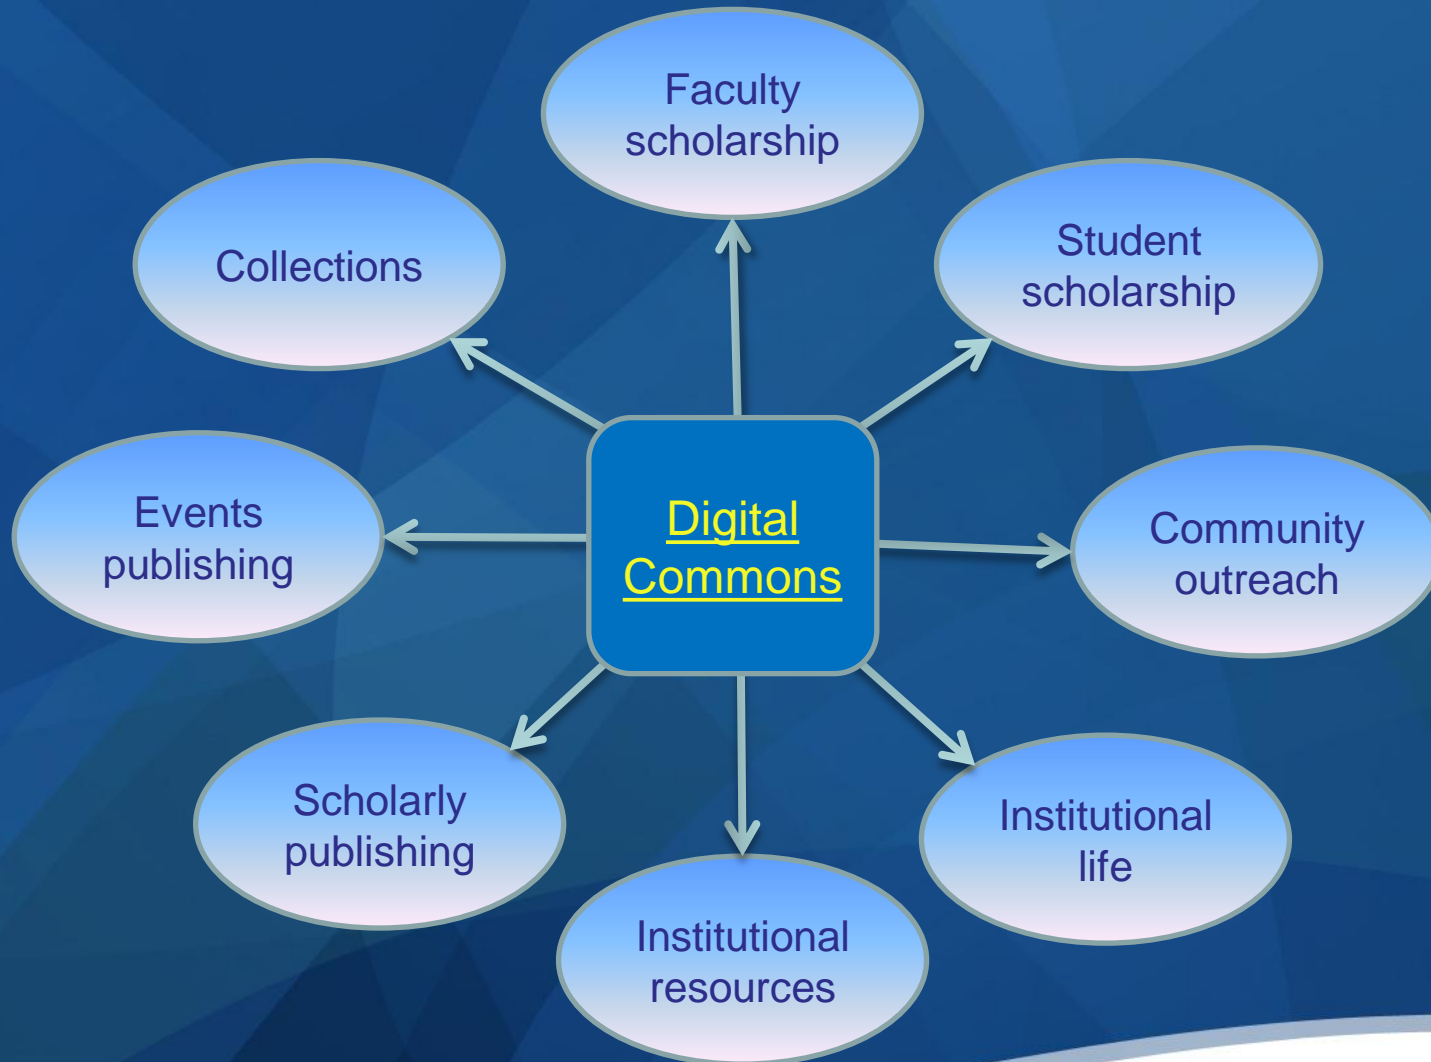 Faculty
scholarship
Student
scholarship
Collections
Community
outreach
Events
publishing
Digital
Commons
Institutional
life
Scholarly
publishing
Institutional
resources